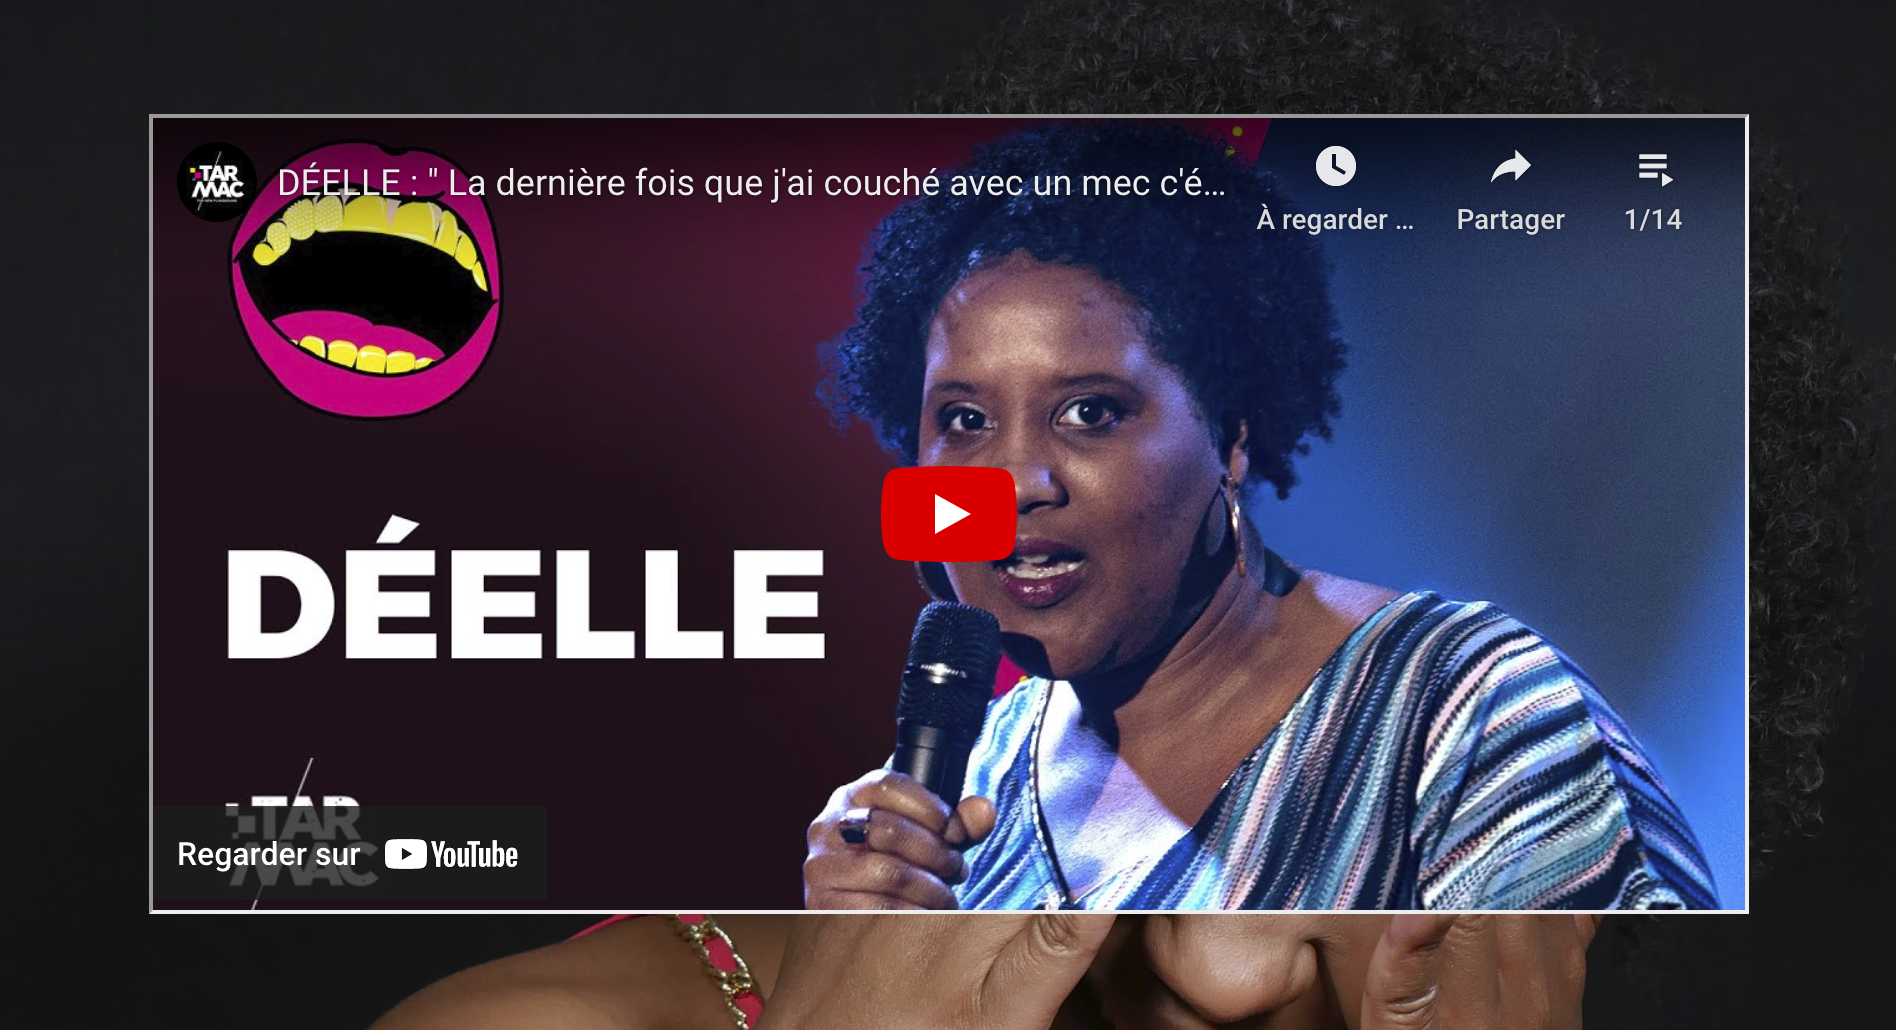 TAR
MAC
DÉELLE : " La dernière fois que j'ai couché avec un mec c'é...
À regarder ...
Partager
1/14
DÉELLE
TAR
MAC
Regarder sur YouTube